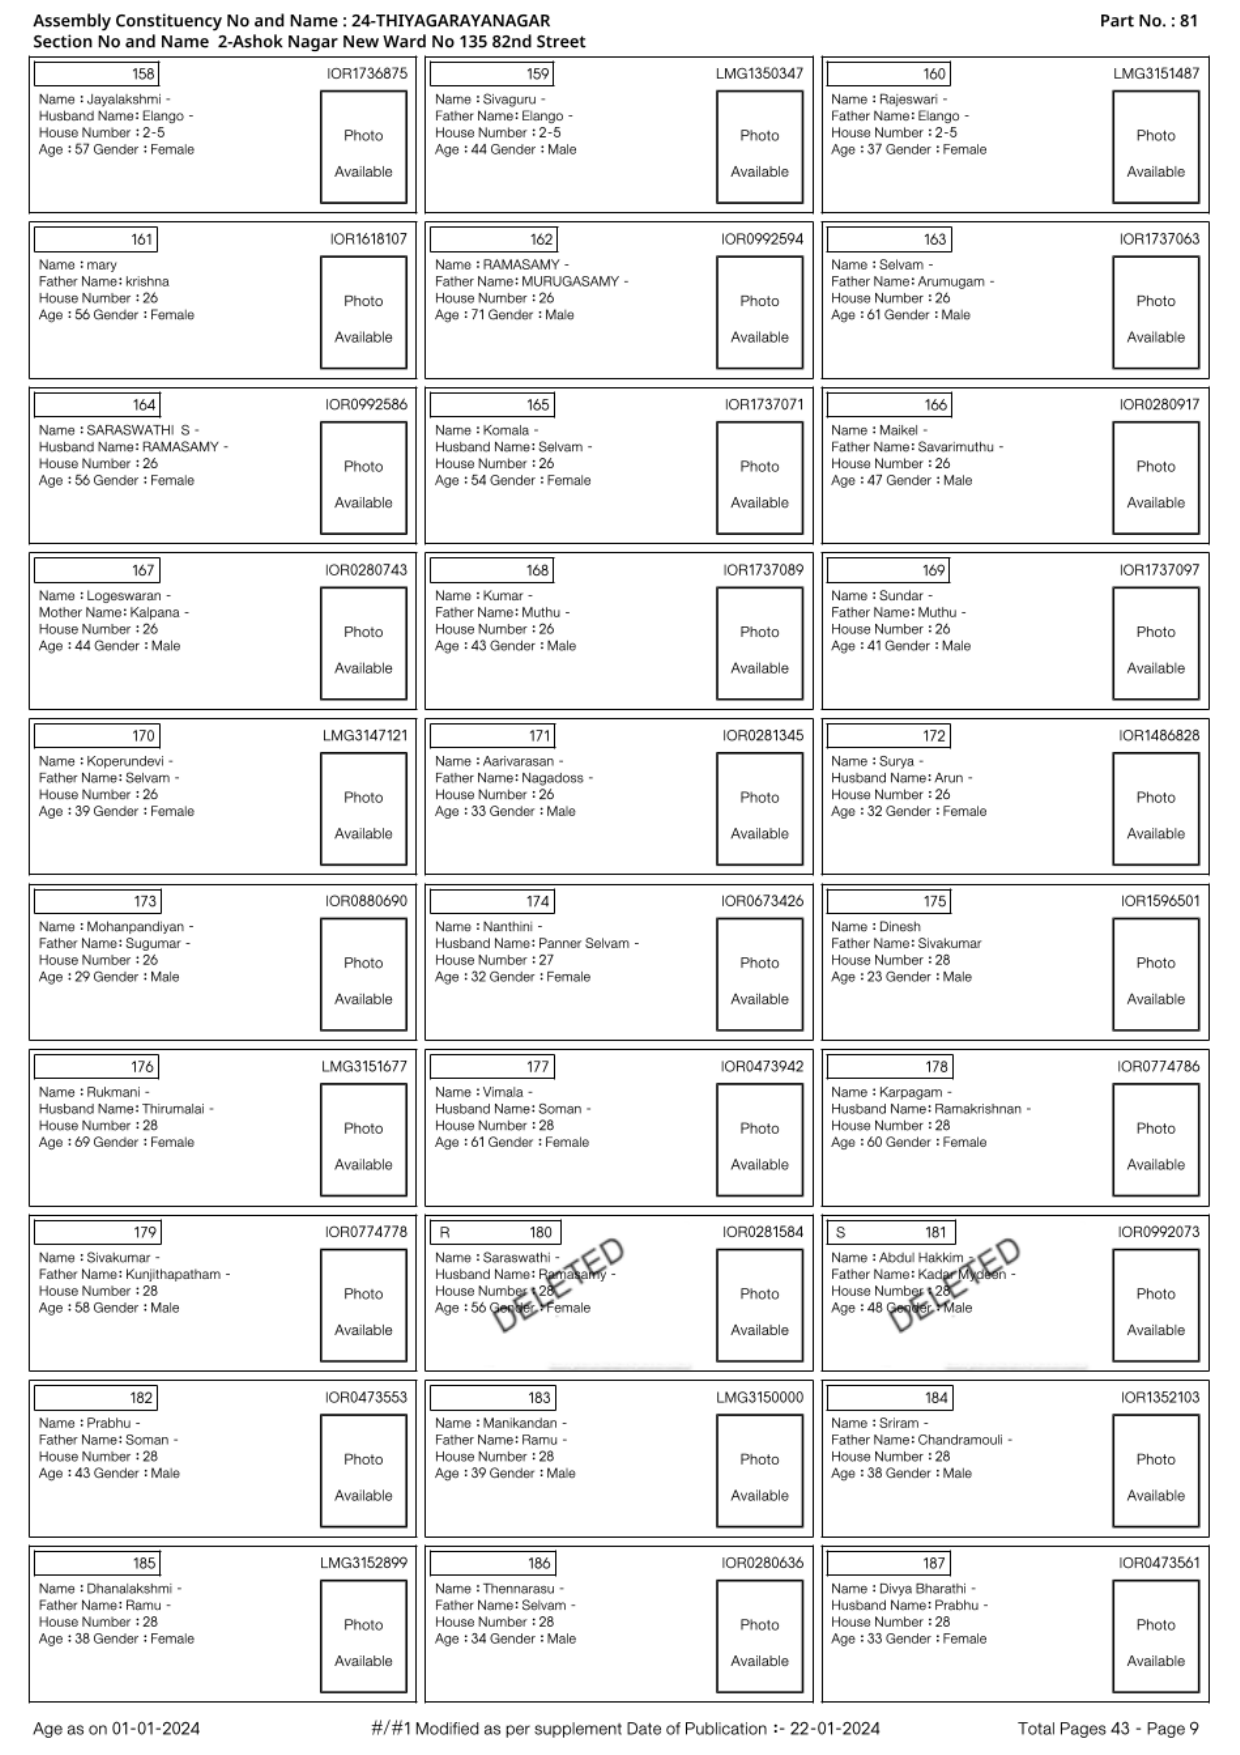 Assembly Constituency No and Name : 24-THIYAGARAYANAGAR
Part No. : 81
Section No and Name 2-Ashok Nagar New Ward No 135 82nd Street
158 IOR1736875
Name : Jayalakshmi -
Husband Name: Elango -
House Number : 2-5
Age : 57 Gender : Female
Photo
Available
159 LMG1350347
Name : Sivaguru -
Father Name: Elango -
House Number : 2-5
Age : 44 Gender : Male
Photo
Available
160 LMG3151487
Name : Rajeswari -
Father Name: Elango -
House Number : 2-5
Age : 37 Gender : Female
Photo
Available
161 IOR1618107
Name : mary
Father Name: krishna
House Number : 26
Age : 56 Gender : Female
Photo
Available
162 IOR0992594
Name : RAMASAMY -
Father Name: MURUGASAMY -
House Number : 26
Age : 71 Gender : Male
Photo
Available
163 IOR1737063
Name : Selvam -
Father Name: Arumugam -
House Number : 26
Age : 61 Gender : Male
Photo
Available
164 IOR0992586
Name : SARASWATHI S -
Husband Name: RAMASAMY -
House Number : 26
Age : 56 Gender : Female
Photo
Available
165 IOR1737071
Name : Komala -
Husband Name: Selvam -
House Number : 26
Age : 54 Gender : Female
Photo
Available
166 IOR0280917
Name : Maikel -
Father Name: Savarimuthu -
House Number : 26
Age : 47 Gender : Male
Photo
Available
167 IOR0280743
Name : Logeswaran -
Mother Name: Kalpana -
House Number : 26
Age : 44 Gender : Male
Photo
Available
168 IOR1737089
Name : Kumar -
Father Name: Muthu -
House Number : 26
Age : 43 Gender : Male
Photo
Available
169 IOR1737097
Name : Sundar -
Father Name: Muthu -
House Number : 26
Age : 41 Gender : Male
Photo
Available
170 LMG3147121
Name : Koperundevi -
Father Name: Selvam -
House Number : 26
Age : 39 Gender : Female
Photo
Available
171 IOR0281345
Name : Aarivarasan -
Father Name: Nagadoss -
House Number : 26
Age : 33 Gender : Male
Photo
Available
172 IOR1486828
Name : Surya -
Husband Name: Arun -
House Number : 26
Age : 32 Gender : Female
Photo
Available
173 IOR0880690
Name : Mohanpandiyan -
Father Name: Sugumar -
House Number : 26
Age : 29 Gender : Male
Photo
Available
174 IOR0673426
Name : Nanthini -
Husband Name: Panner Selvam -
House Number : 27
Age : 32 Gender : Female
Photo
Available
175 IOR1596501
Name : Dinesh
Father Name: Sivakumar
House Number : 28
Age : 23 Gender : Male
Photo
Available
176 LMG3151677
Name : Rukmani -
Husband Name: Thirumalai -
House Number : 28
Age : 69 Gender : Female
Photo
Available
177 IOR0473942
Name : Vimala -
Husband Name: Soman -
House Number : 28
Age : 61 Gender : Female
Photo
Available
178 IOR0774786
Name : Karpagam -
Husband Name: Ramakrishnan -
House Number : 28
Age : 60 Gender : Female
Photo
Available
179 IOR0774778
Name : Sivakumar -
Father Name: Kunjithapatham -
House Number : 28
Age : 58 Gender : Male
Photo
Available
R 180 IOR0281584
Name : Saraswathi -
Husband Name: Ramasamy -
House Number : 28
Age : 56 Gender : Female
DELETED
Photo
Available
S 181 IOR0992073
Name : Abdul Hakkim -
Father Name: Kadar Mydeen -
House Number : 28
Age : 48 Gender : Male
DELETED
Photo
Available
182 IOR0473553
Name : Prabhu -
Father Name: Soman -
House Number : 28
Age : 43 Gender : Male
Photo
Available
183 LMG3150000
Name : Manikandan -
Father Name: Ramu -
House Number : 28
Age : 39 Gender : Male
Photo
Available
184 IOR1352103
Name : Sriram -
Father Name: Chandramouli -
House Number : 28
Age : 38 Gender : Male
Photo
Available
185 LMG3152899
Name : Dhanalakshmi -
Father Name: Ramu -
House Number : 28
Age : 38 Gender : Female
Photo
Available
186 IOR0280636
Name : Thennarasu -
Father Name: Selvam -
House Number : 28
Age : 34 Gender : Male
Photo
Available
187 IOR0473561
Name : Divya Bharathi -
Husband Name: Prabhu -
House Number : 28
Age : 33 Gender : Female
Photo
Available
Age as on 01-01-2024
#/#1 Modified as per supplement Date of Publication :- 22-01-2024
Total Pages 43 - Page 9